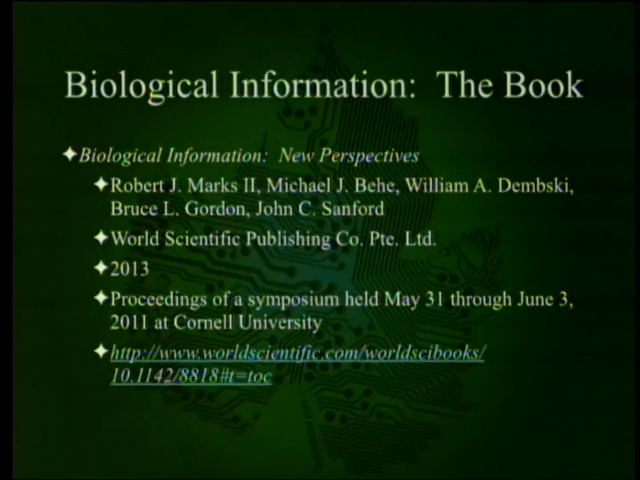 Biological Information: The Book
Biological Information: New Perspectives
Robert J. Marks II, Michael J. Behe, William A. Dembski,
Bruce L. Gordon, John C. Sanford
World Scientific Publishing Co. Pte. Ltd.
2013
Proceedings of a symposium held May 31 through June 3,
2011 at Cornell University
http://www.worldscientific.com/worldscibooks/
10.1142/8818#t=toc